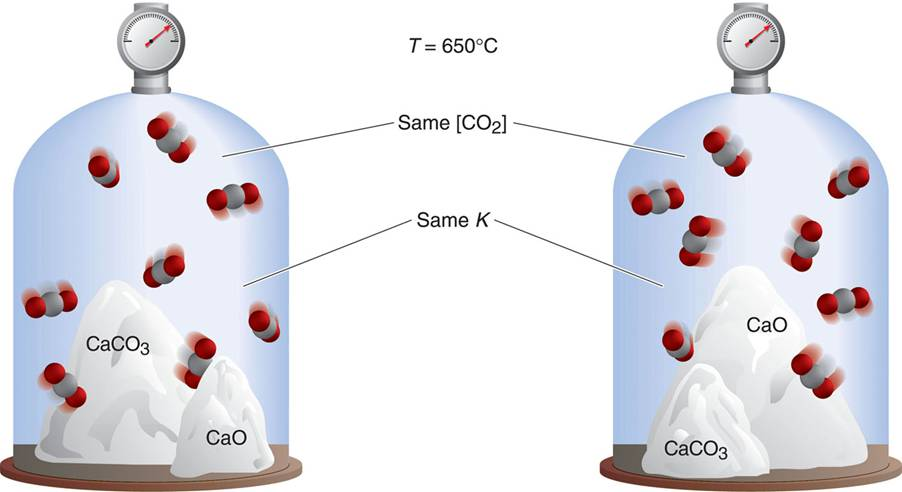 T = 650°C
Same [CO₂]
Same K
CaCO₃
CaO
CaO
CaCO₃